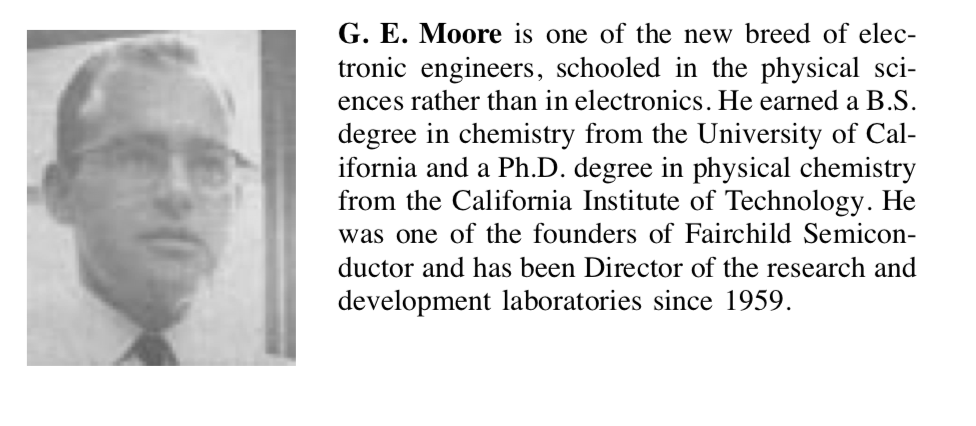 G. E. Moore is one of the new breed of elec-
tronic engineers, schooled in the physical sci-
ences rather than in electronics. He earned a B.S.
degree in chemistry from the University of Cal-
ifornia and a Ph.D. degree in physical chemistry
from the California Institute of Technology. He
was one of the founders of Fairchild Semicon-
ductor and has been Director of the research and
development laboratories since 1959.